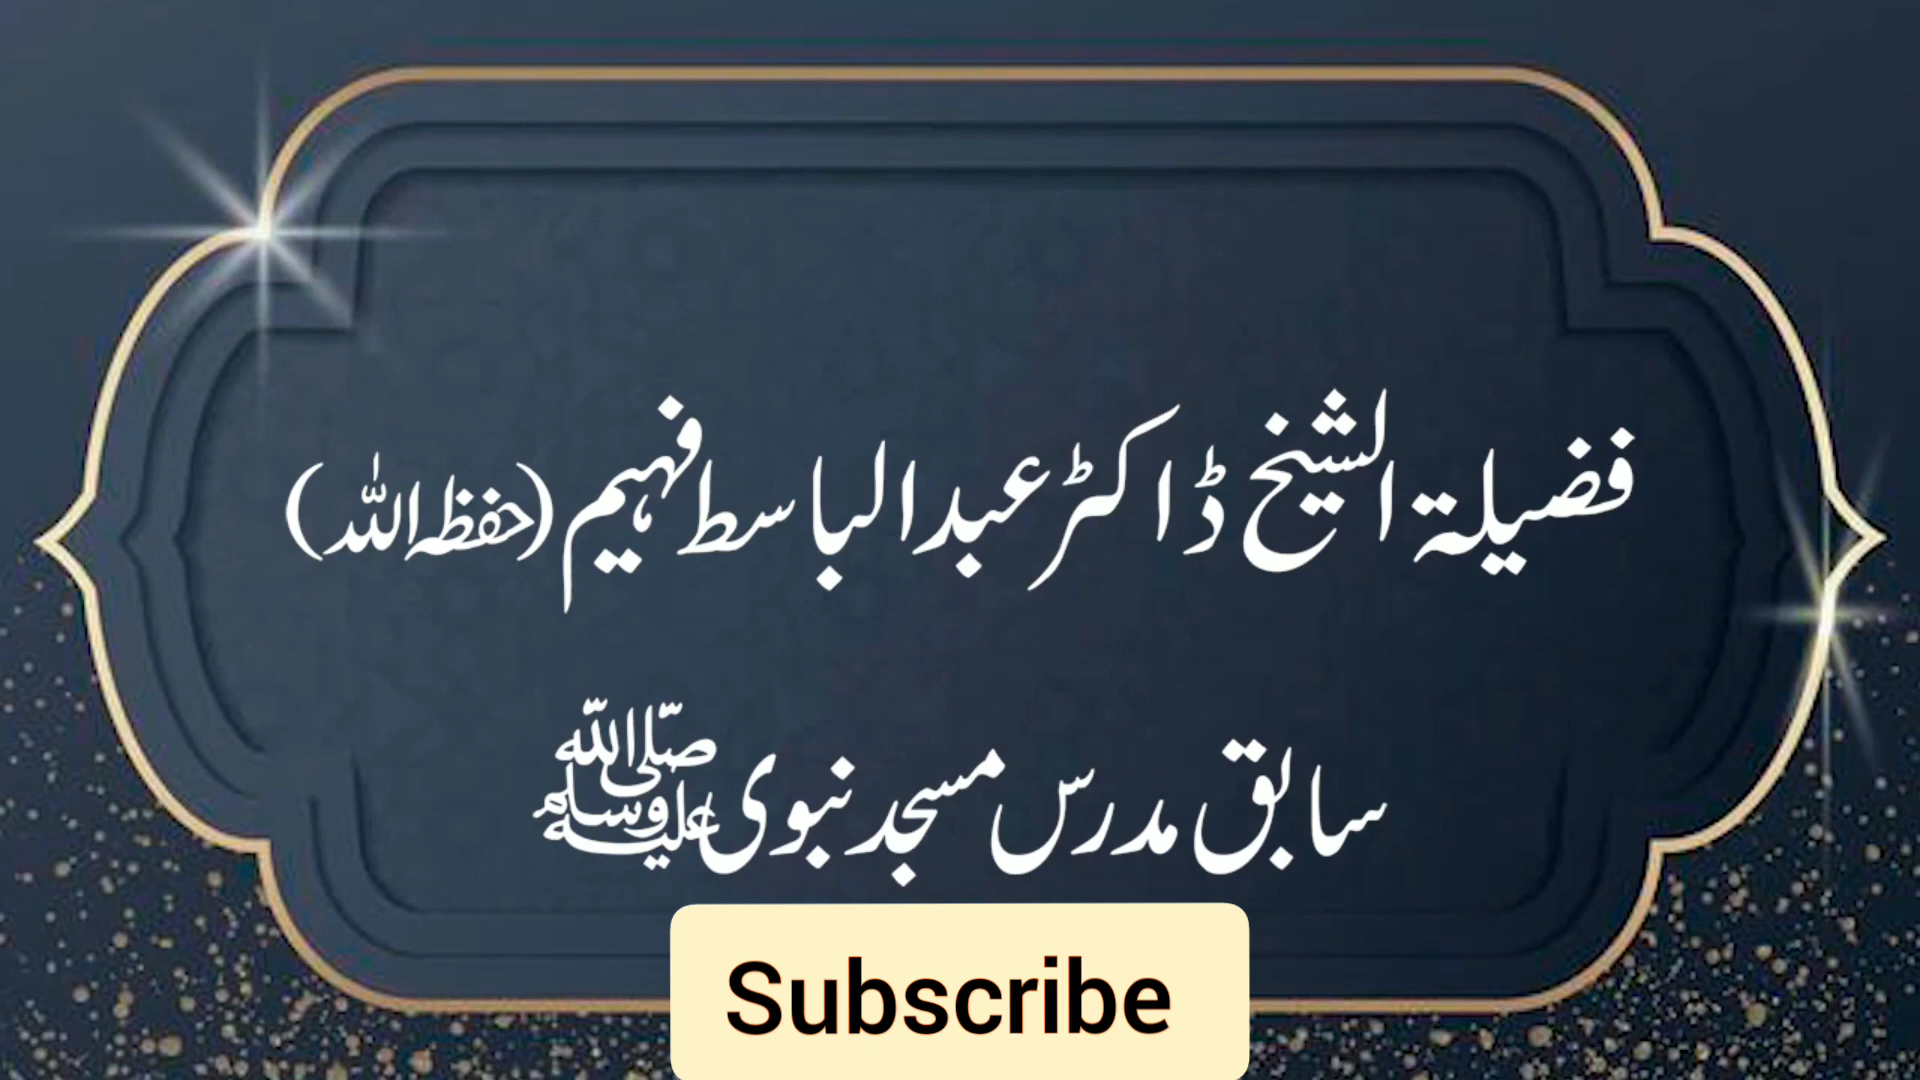 فضیلۃ الشیخ ڈاکٹر عبدالباسط فہیم (حفظہ اللہ)
سابق مدرسّ مسجد نبوی ﷺ
Subscribe